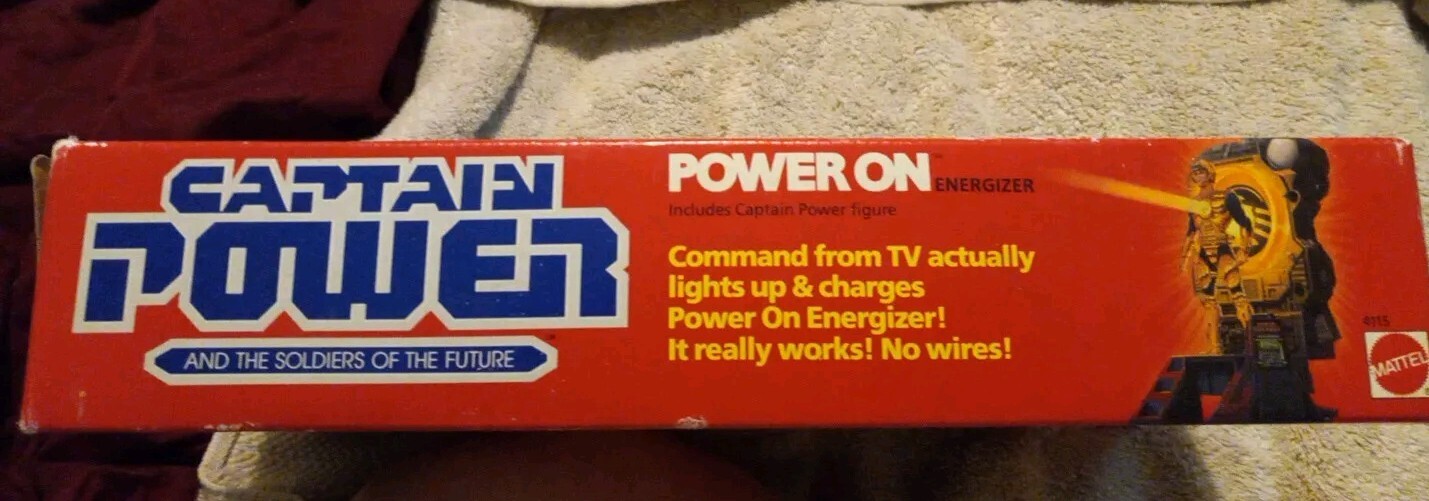 CAPTAIN
POWER
AND THE SOLDIERS OF THE FUTURE
POWER ON ENERGIZER
Includes Captain Power figure
Command from TV actually
lights up & charges
Power On Energizer!
It really works! No wires!
4115
MATTEL